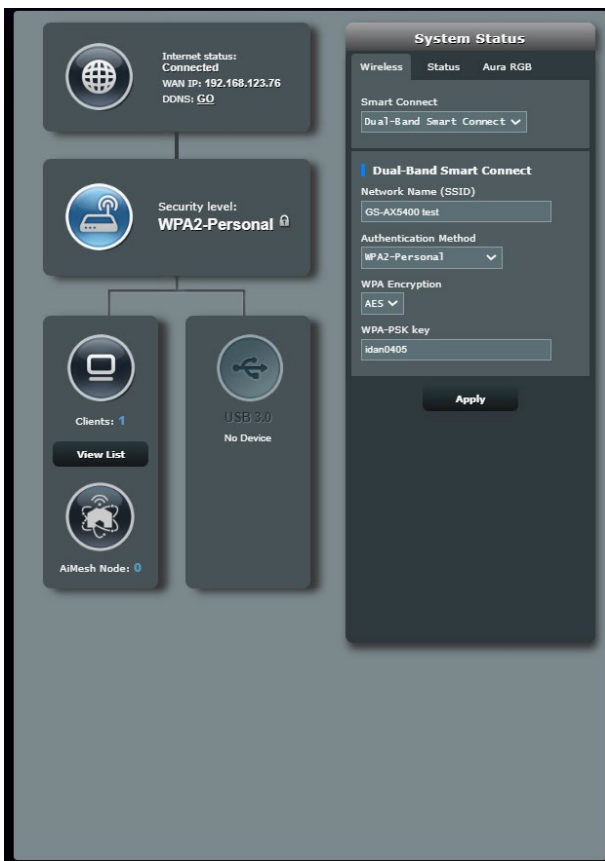 Internet status:
Connected
WAN IP: 192.168.123.76
DDNS: GO
Security level:
WPA2-Personal
Clients: 1
View List
AiMesh Node: 0
USB 3.0
No Device
System Status
Wireless Status Aura RGB
Smart Connect
Dual-Band Smart Connect
Dual-Band Smart Connect
Network Name (SSID)
GS-AX5400 test
Authentication Method
WPA2-Personal
WPA Encryption
AES
WPA-PSK key
idan0405
Apply